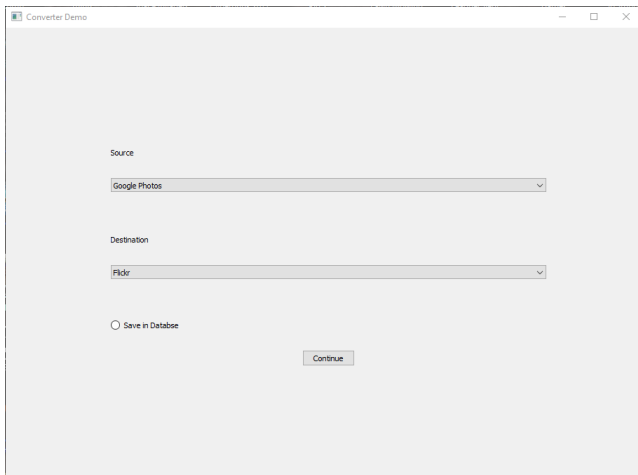 Converter Demo
Source
Google Photos
Destination
Flickr
Save in Databse
Continue